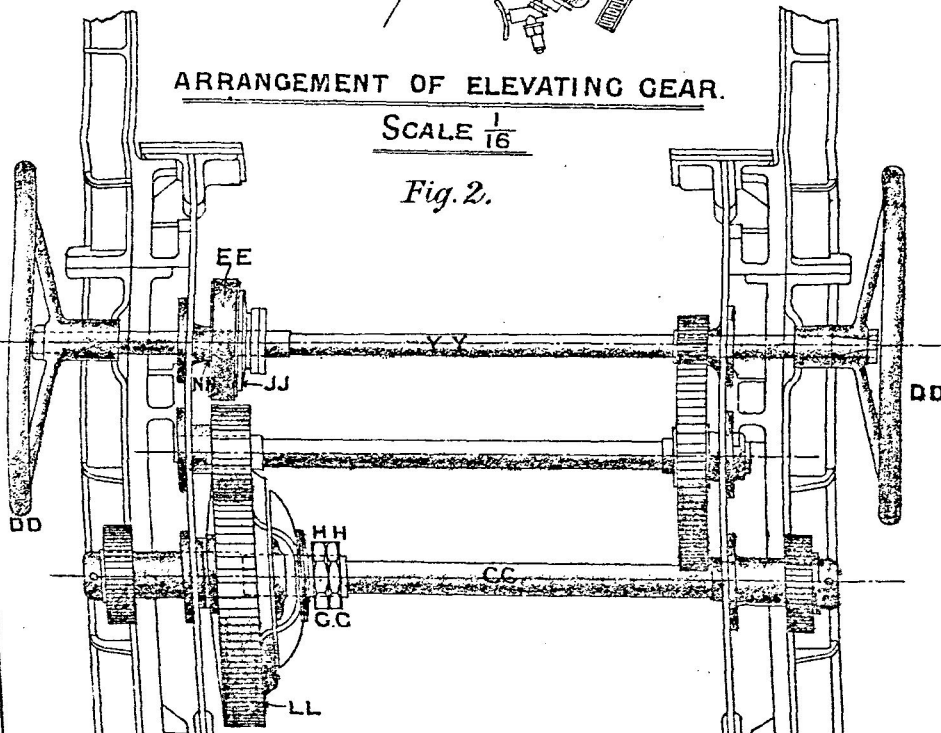 ARRANGEMENT OF ELEVATING GEAR.
SCALE 1/16
Fig. 2.
EE
YY
NN
JJ
DD
DD
HH
CC
G.G
LL